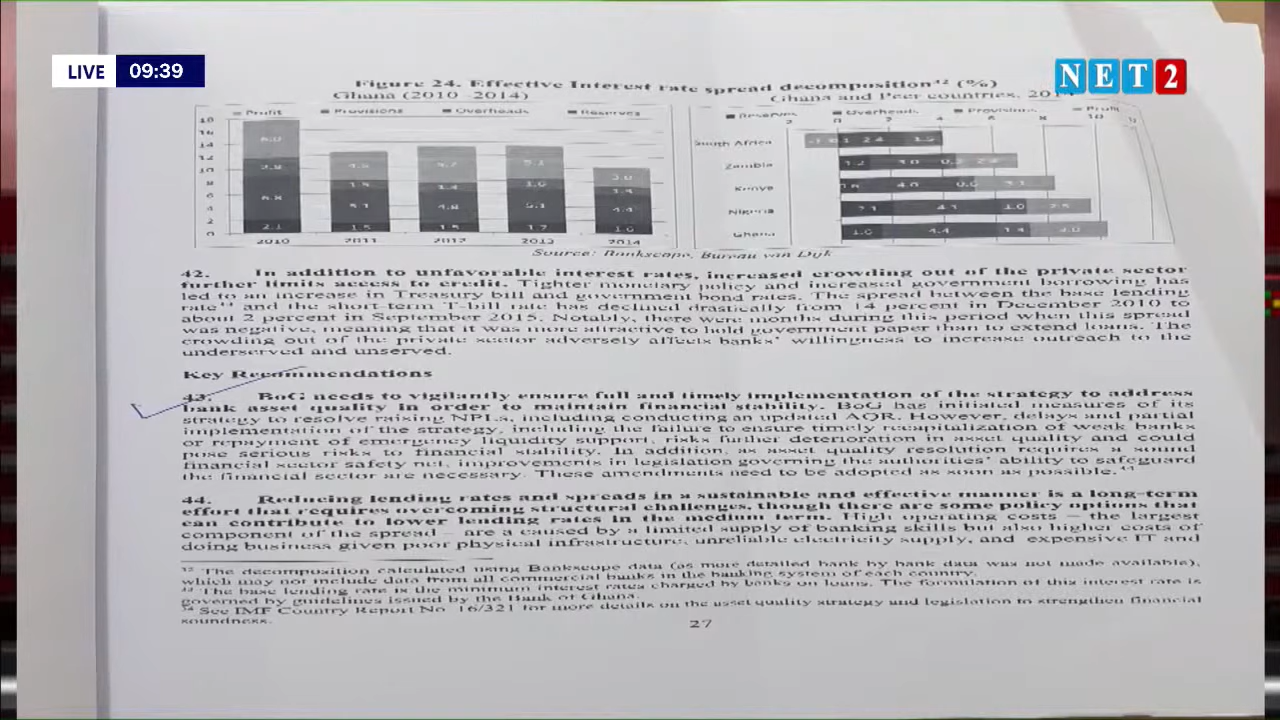 LIVE 09:39
NET2
Figure 24. Effective Interest rate spread decomposition (%)
Ghana (2010 -2014)
Ghana and Peer countries, 201
Profit Provisions Overheads Reserves
Reserves Overheads Provisions Profit
18
16
14
12
10
8
6
4
2
0
2010 2011 2012 2013 2014
2 0 2 4 6 8 10
South Africa
Zambia
Kenya
Nigeria
Ghana
Source: Bankscope, Bureau van Dijk
42. In addition to unfavorable interest rates, increased crowding out of the private sector
further limits access to credit. Tighter monetary policy and increased government borrowing has
led to an increase in Treasury bill and government bond rates. The spread between the base lending
rate and the short-term T-bill rate has declined drastically from 14 percent in December 2010 to
about 2 percent in September 2015. Notably, there were months during this period when this spread
was negative, meaning that it was more attractive to hold government paper than to extend loans. The
crowding out of the private sector adversely affects banks' willingness to increase outreach to the
underserved and unserved.
Key Recommendations
43. BoG needs to vigilantly ensure full and timely implementation of the strategy to address
bank asset quality in order to maintain financial stability. BoG has initiated measures of its
strategy to resolve raising NPLs, including conducting an updated AQR. However, delays and partial
implementation of the strategy, including the failure to ensure timely recapitalization of weak banks
or repayment of emergency liquidity support, risks further deterioration in asset quality and could
pose serious risks to financial stability. In addition, as asset quality resolution requires a sound
financial sector safety net, improvements in legislation governing the authorities' ability to safeguard
the financial sector are necessary. These amendments need to be adopted as soon as possible.
44. Reducing lending rates and spreads in a sustainable and effective manner is a long-term
effort that requires overcoming structural challenges, though there are some policy options that
can contribute to lower lending rates in the medium term. High operating costs – the largest
component of the spread – are a caused by a limited supply of banking skills but also higher costs of
doing business given poor physical infrastructure, unreliable electricity supply, and expensive IT and
The decomposition calculated using Bankscope data (as more detailed bank by bank data was not made available),
which may not include data from all commercial banks in the banking system of each country.
The base lending rate is the minimum interest rates charged by banks on loans. The formulation of this interest rate is
governed by guidelines issued by the Bank of Ghana.
See IMF Country Report No 16/321 for more details on the asset quality strategy and legislation to strengthen financial
soundness.
27